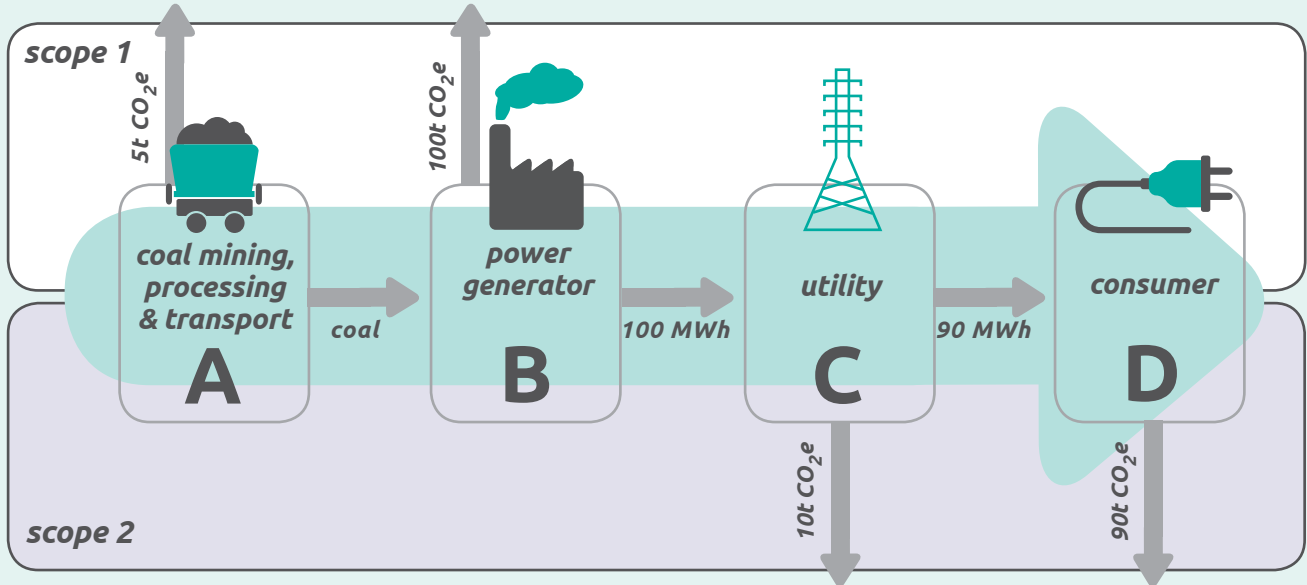 scope 1
5t CO₂e
100t CO₂e
coal mining,
processing
& transport
A
coal
power
generator
B
100 MWh
utility
C
90 MWh
consumer
D
scope 2
10t CO₂e
90t CO₂e